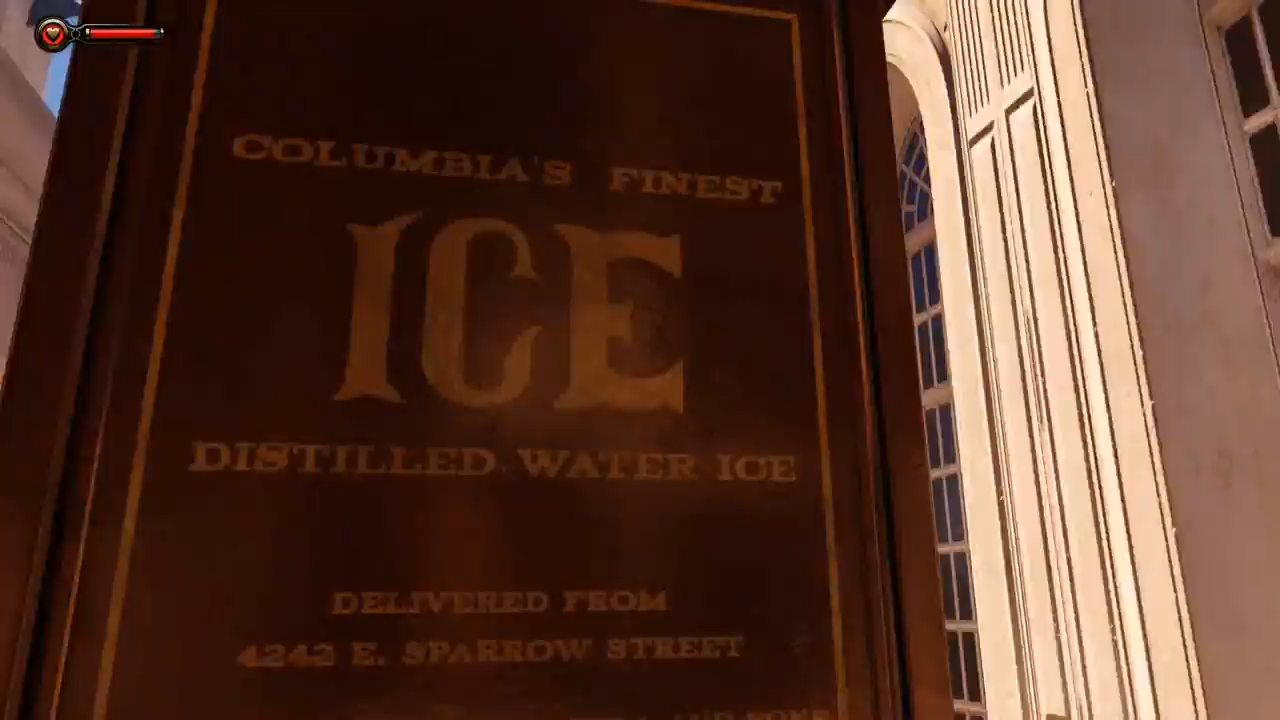 COLUMBIA'S FINEST
ICE
DISTILLED WATER ICE
DELIVERED FROM
4242 E. SPARROW STREET